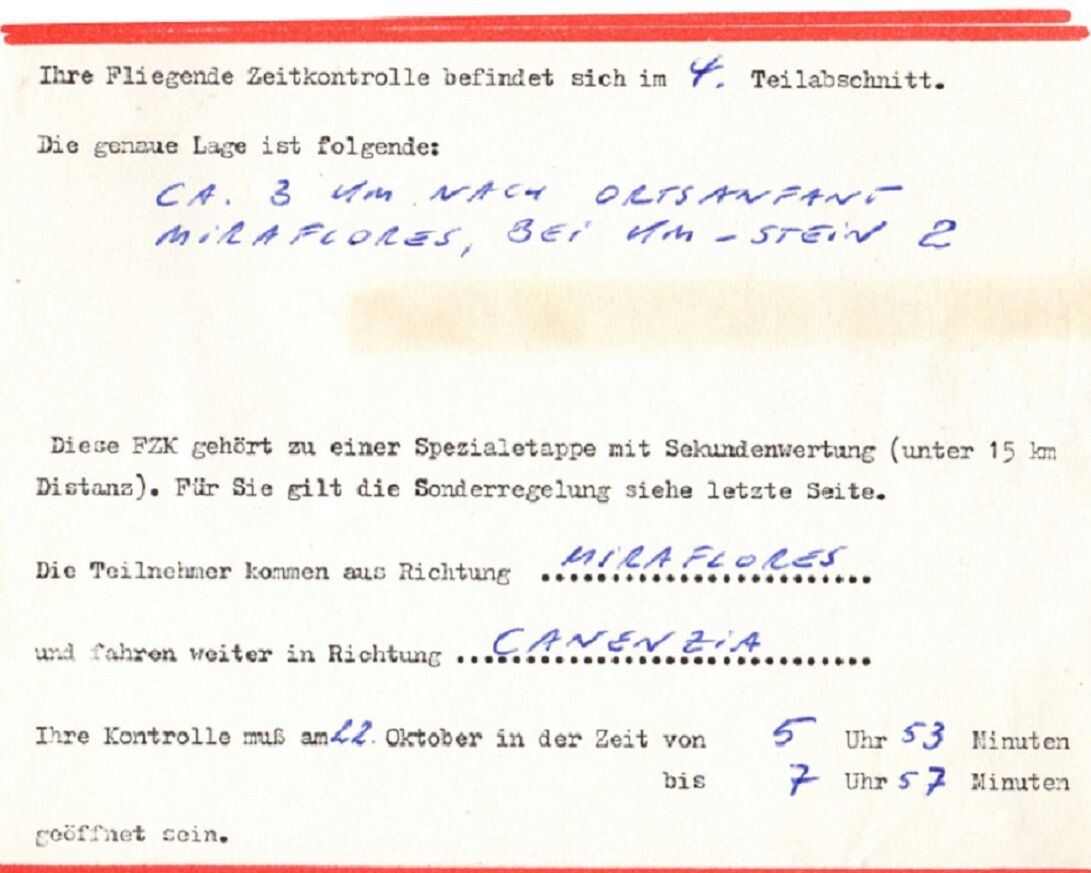 Ihre Fliegende Zeitkontrolle befindet sich im 4. Teilabschnitt.
Die genaue Lage ist folgende:
CA. 3 KM NACH ORTSANFANT
MIRAFLORES, BEI KM-STEIN 2
Diese FZK gehört zu einer Spezialetappe mit Sekundenwertung (unter 15 km
Distanz). Für Sie gilt die Sonderregelung siehe letzte Seite.
Die Teilnehmer kommen aus Richtung MIRAFLORES
und fahren weiter in Richtung CANENZIA
Ihre Kontrolle muß am 22. Oktober in der Zeit von 5 Uhr 53 Minuten
bis 7 Uhr 57 Minuten
geöffnet sein.